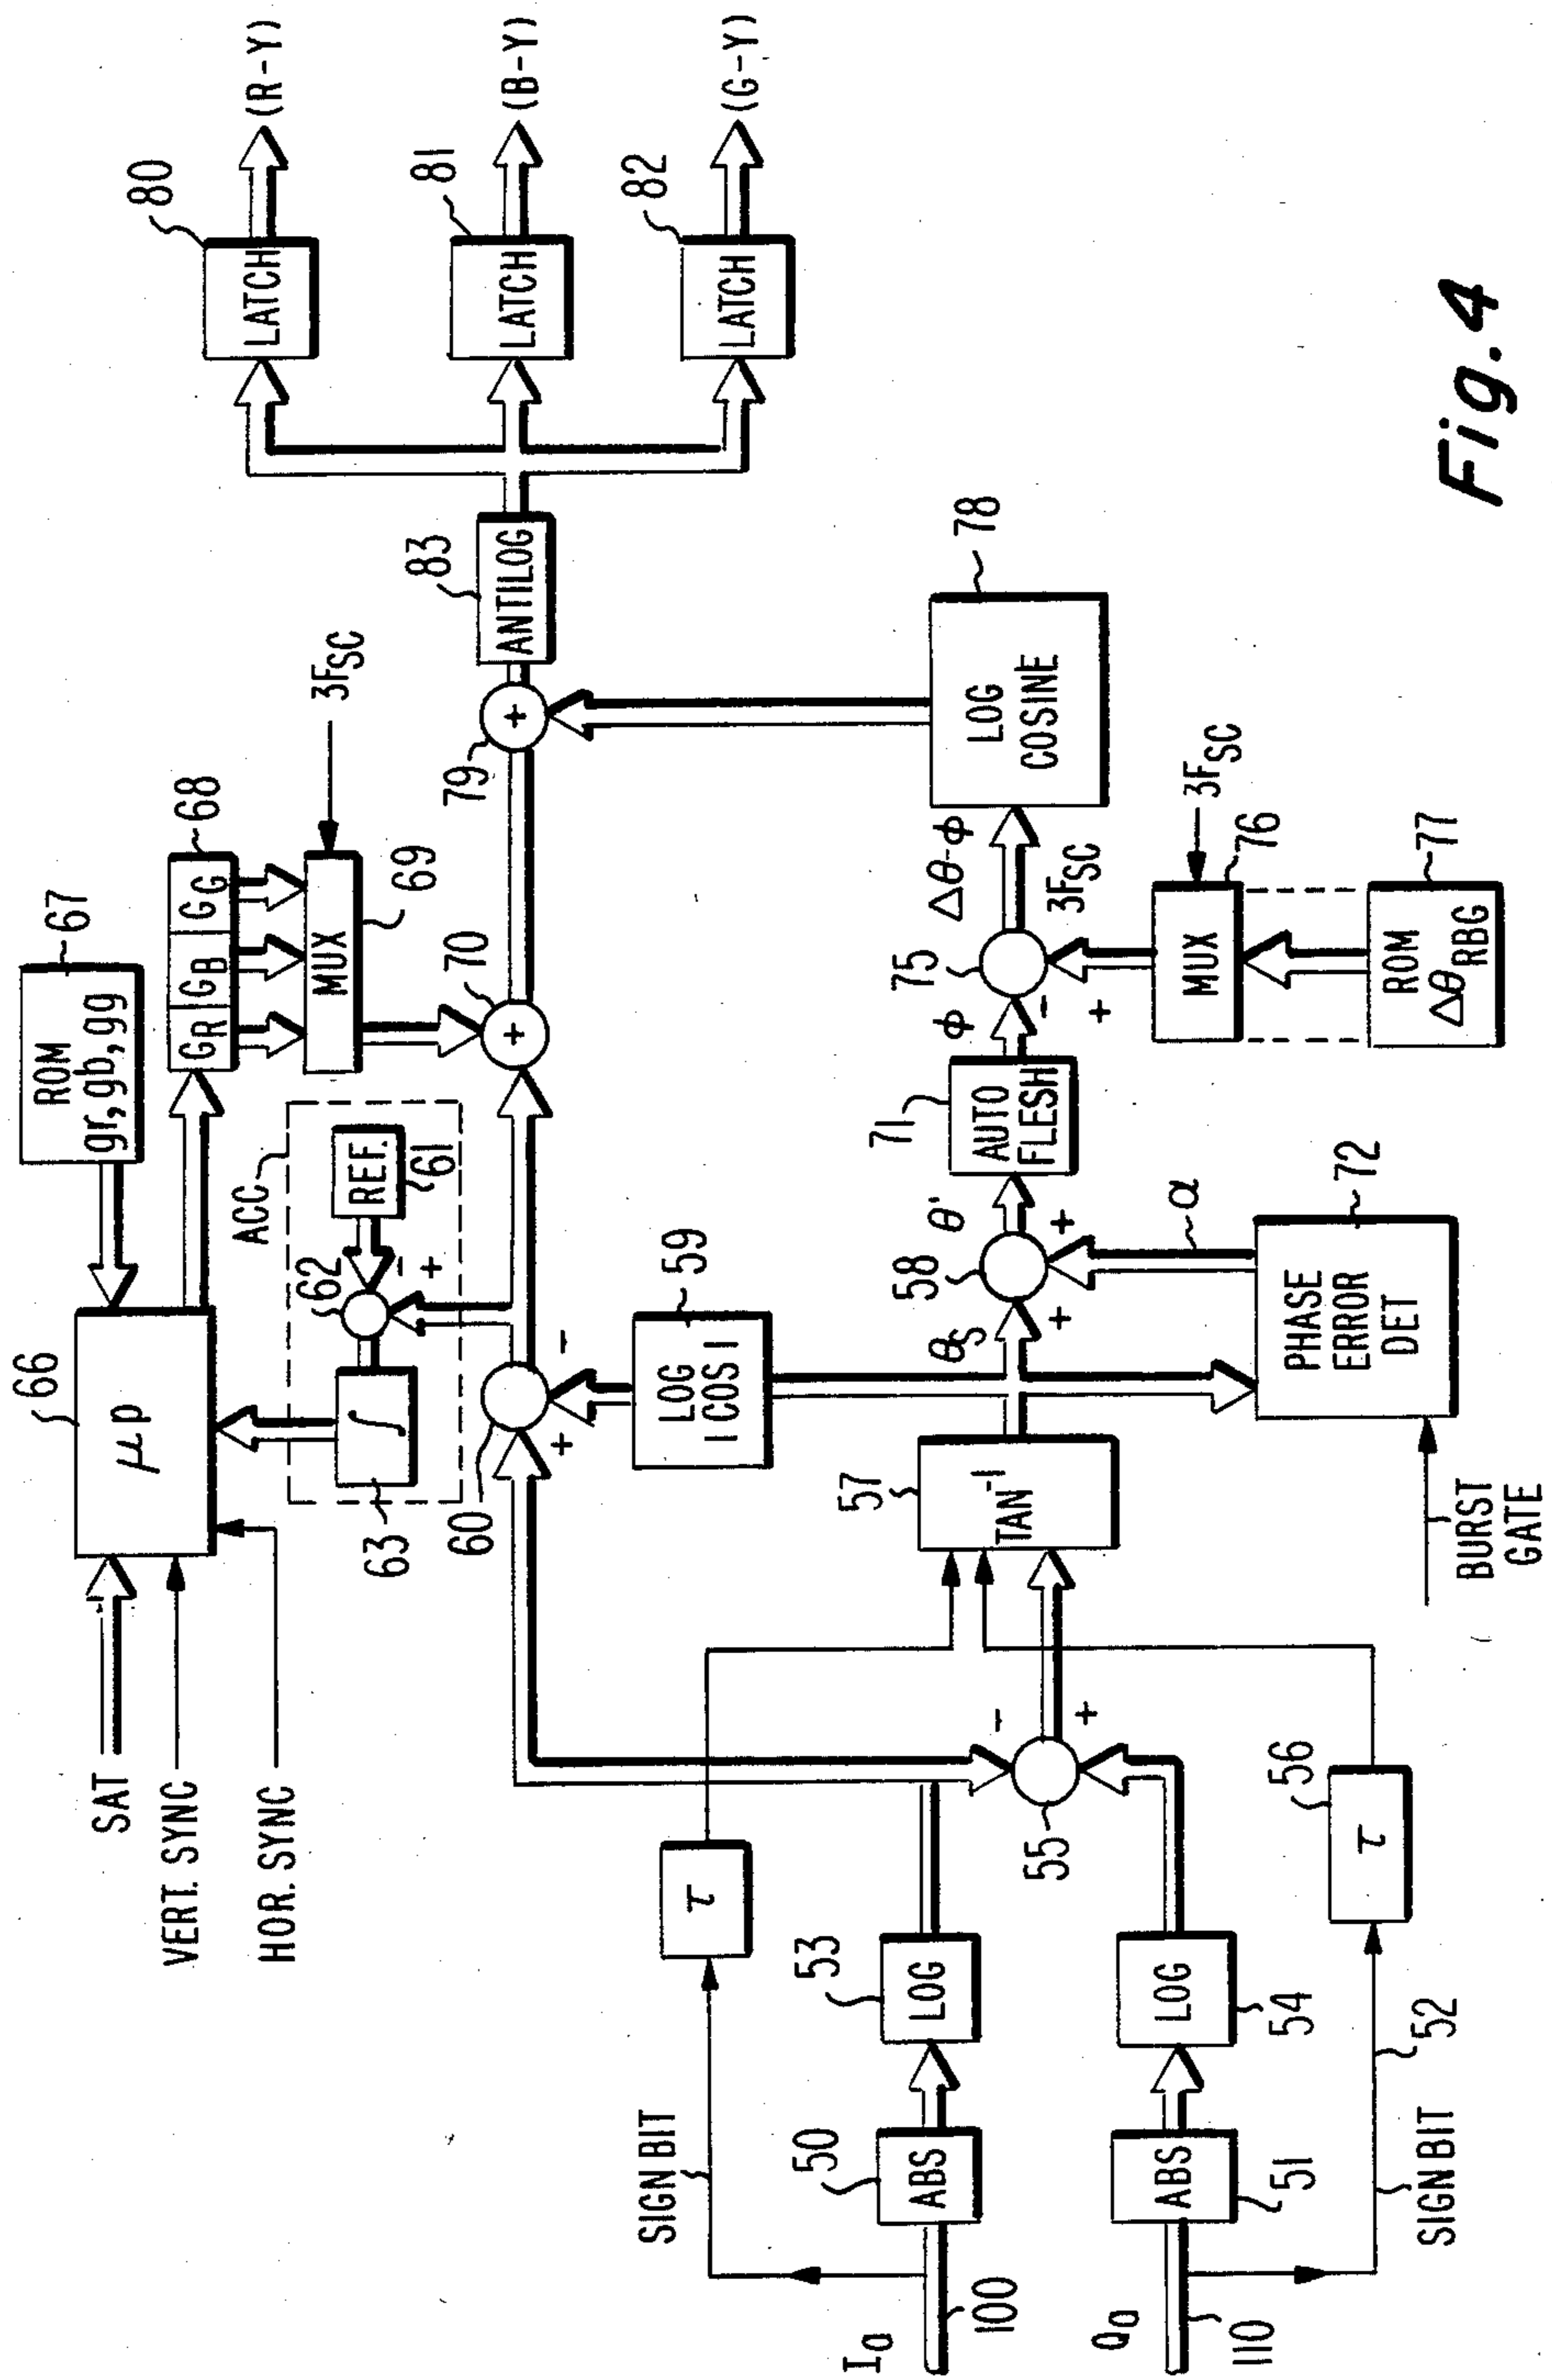 SAT
VERT. SYNC
HOR. SYNC
66
μp
ROM
gr, gb, gg
67
GR GB GG
68
MUX
69
3FSC
ACC
REF.
61
62
- +
∫
63
60
+ -
70
+
79
+
ANTILOG
83
LATCH
80
(R-Y)
LATCH
81
(B-Y)
LATCH
82
(G-Y)
LOG
|COS|
59
SIGN BIT
τ
Ia
100
ABS
50
LOG
53
Qa
110
ABS
51
LOG
54
SIGN BIT
52
τ
56
55
-
+
TAN-1
57
θS
58
+
+
θ'
α
PHASE
ERROR
DET
72
BURST
GATE
AUTO
FLESH
71
ϕ
75
-
+
Δθ-ϕ
3FSC
MUX
76
3FSC
ROM
ΔθRBG
77
LOG
COSINE
78
Fig. 4